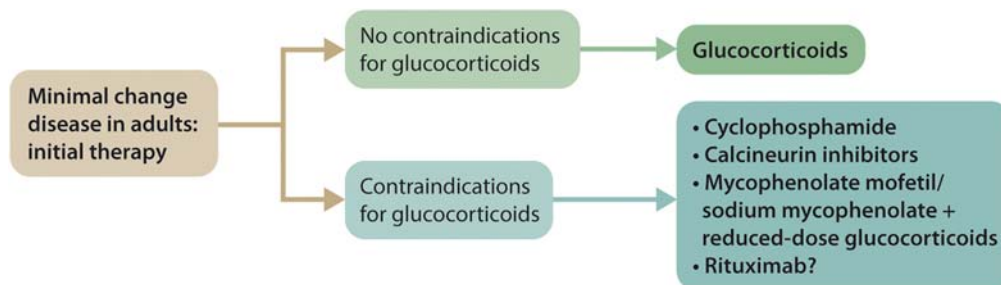 Minimal change
disease in adults:
initial therapy
No contraindications
for glucocorticoids
Glucocorticoids
Contraindications
for glucocorticoids
• Cyclophosphamide
• Calcineurin inhibitors
• Mycophenolate mofetil/
sodium mycophenolate +
reduced-dose glucocorticoids
• Rituximab?